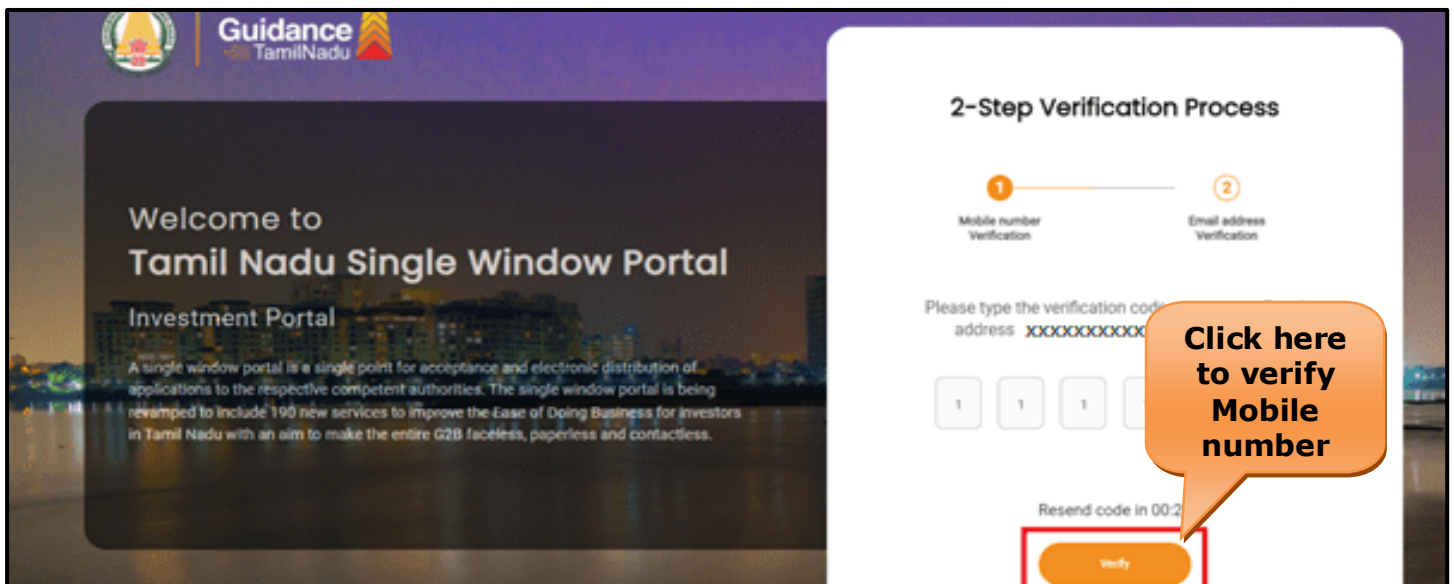 Guidance
TamilNadu
Welcome to
Tamil Nadu Single Window Portal
Investment Portal
A single window portal is a single point for acceptance and electronic distribution of
applications to the respective competent authorities. The single window portal is being
revamped to include 190 new services to improve the Ease of Doing Business for investors
in Tamil Nadu with an aim to make the entire G2B faceless, paperless and contactless.
2-Step Verification Process
1 2
Mobile number
Verification
Email address
Verification
Please type the verification code
address xxxxxxxxxxx
1 1 1
Resend code in 00:2
Verify
Click here
to verify
Mobile
number